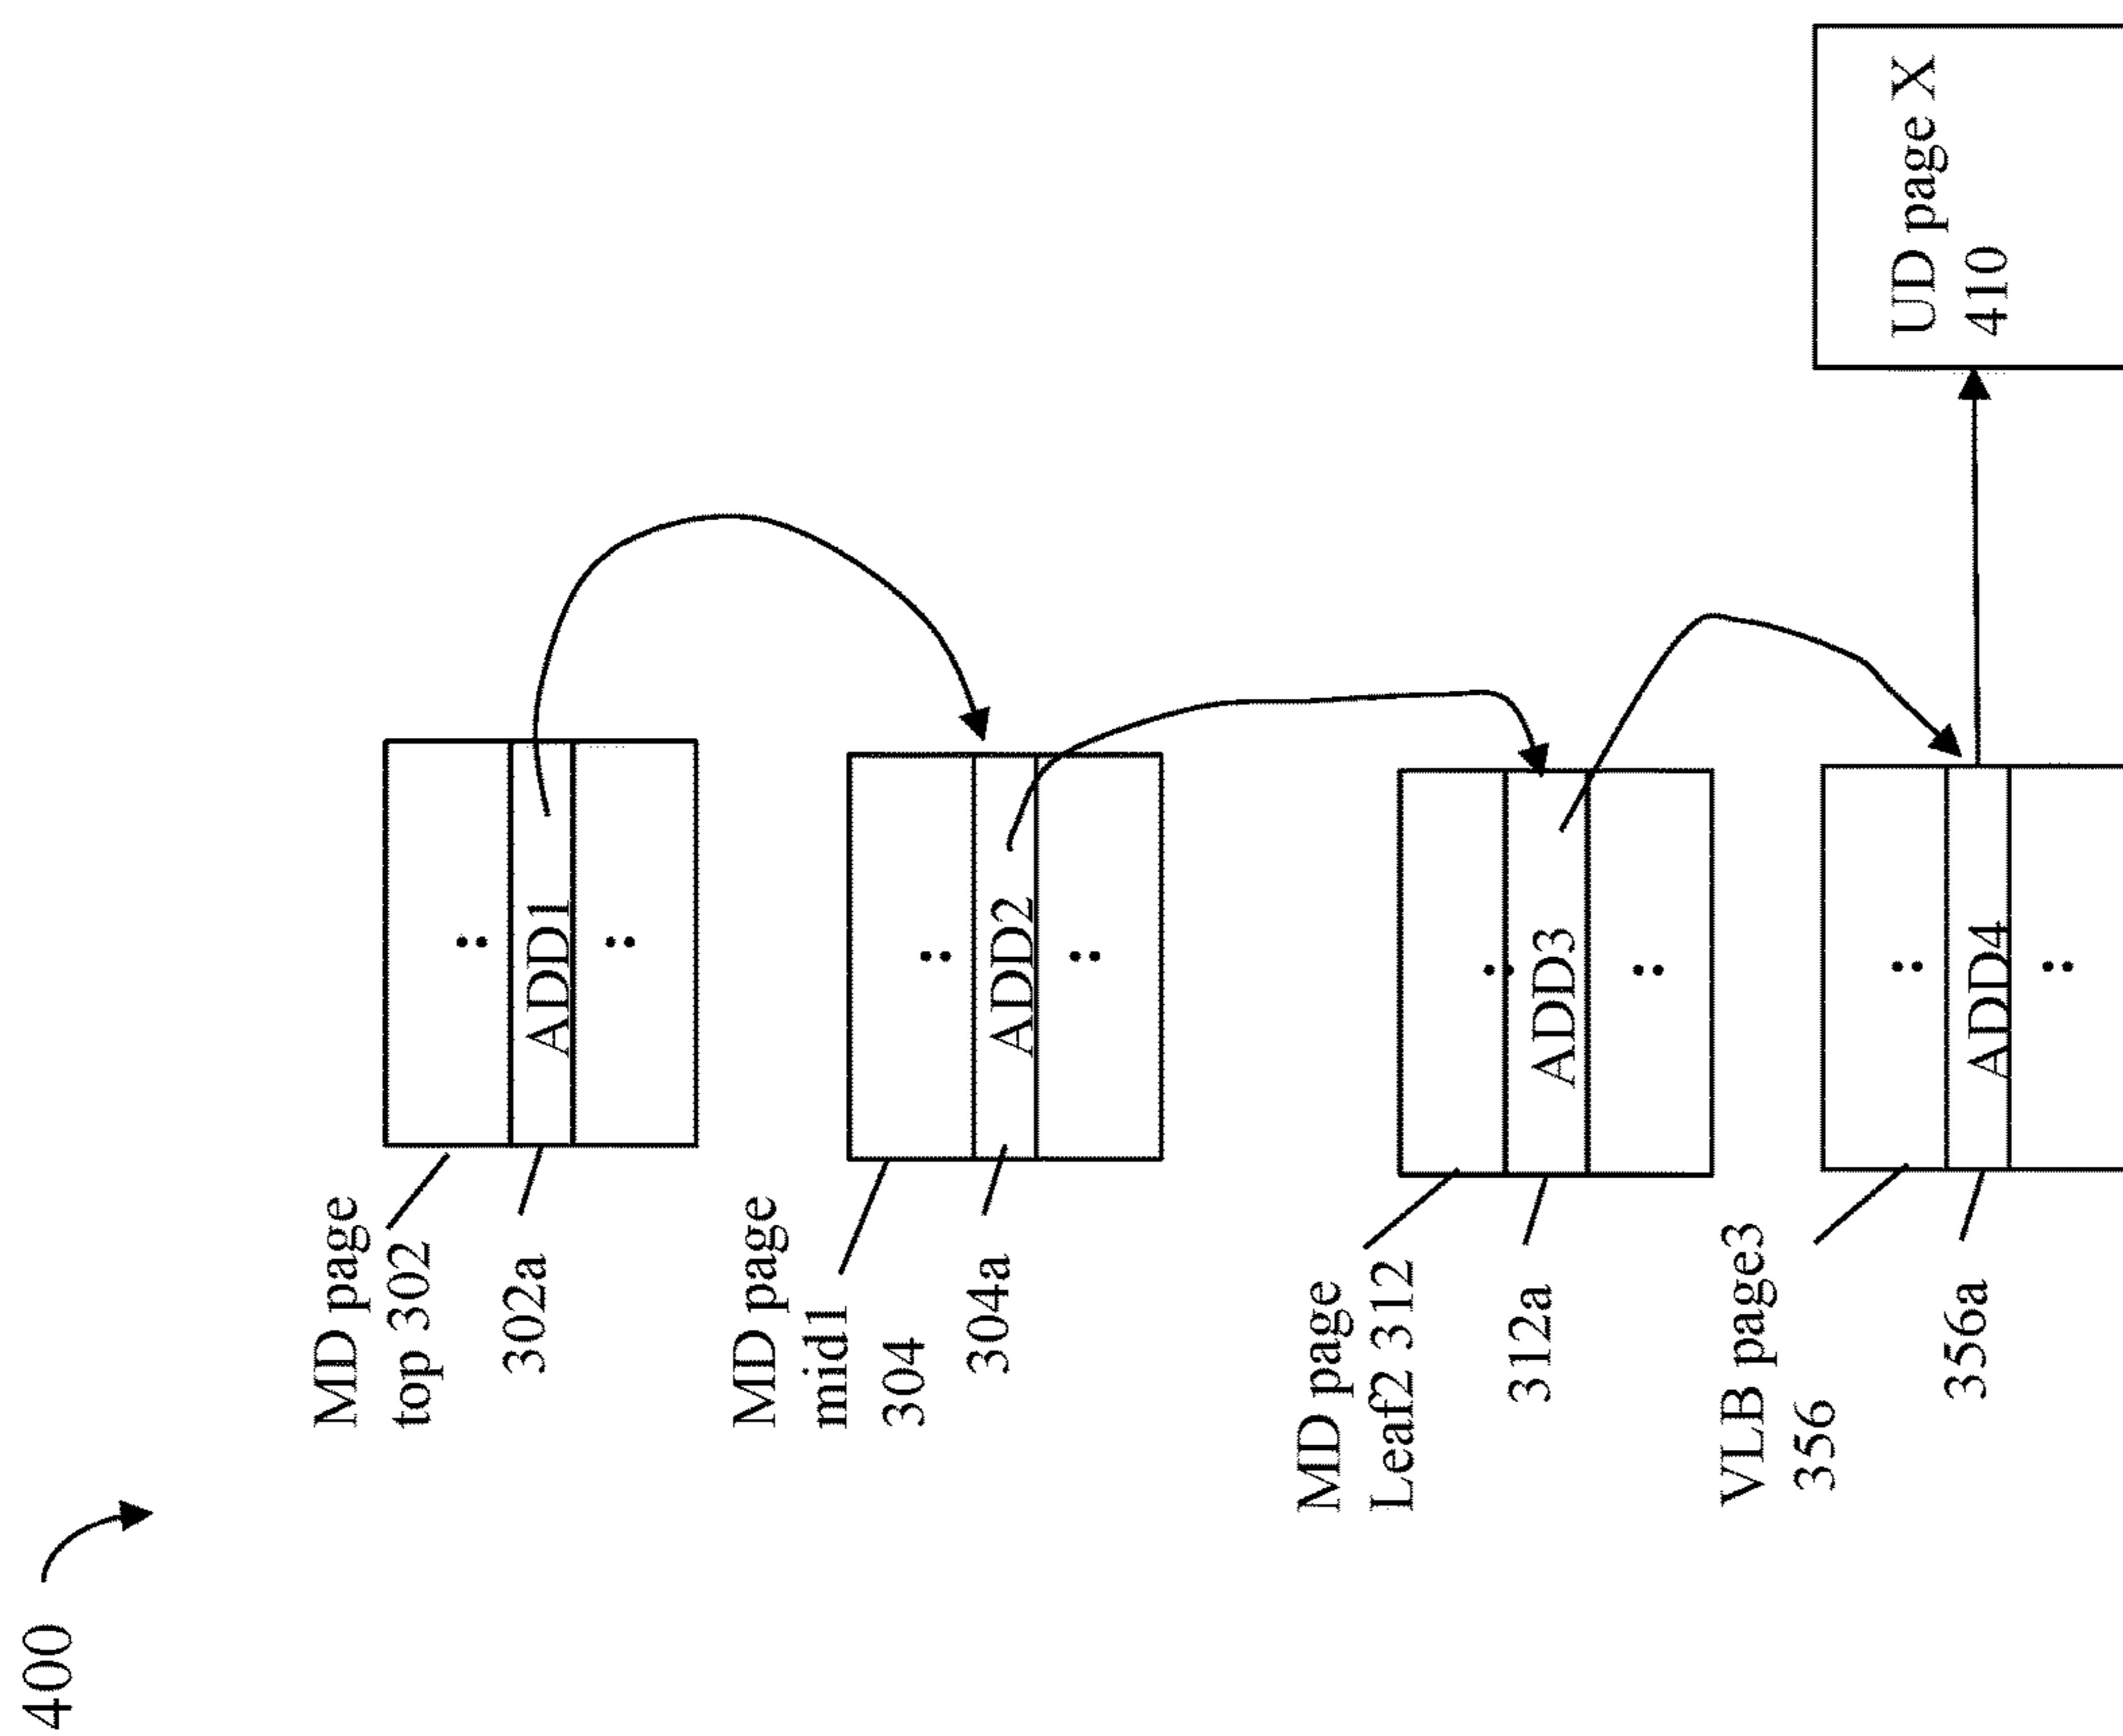 400
MD page
top 302
302a
ADD1
MD page
mid1
304
304a
ADD2
MD page
Leaf2 312
312a
ADD3
VLB page3
356
356a
ADD4
UD page X
410